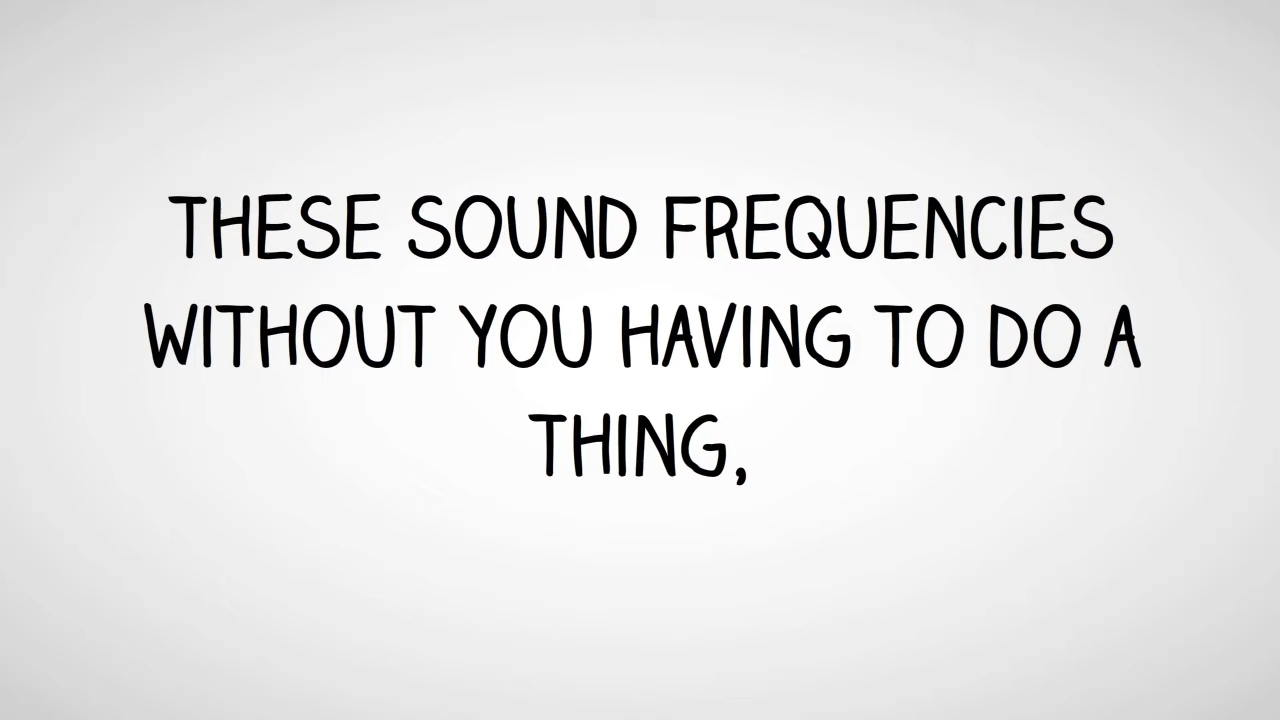 THESE SOUND FREQUENCIES
WITHOUT YOU HAVING TO DO A
THING,